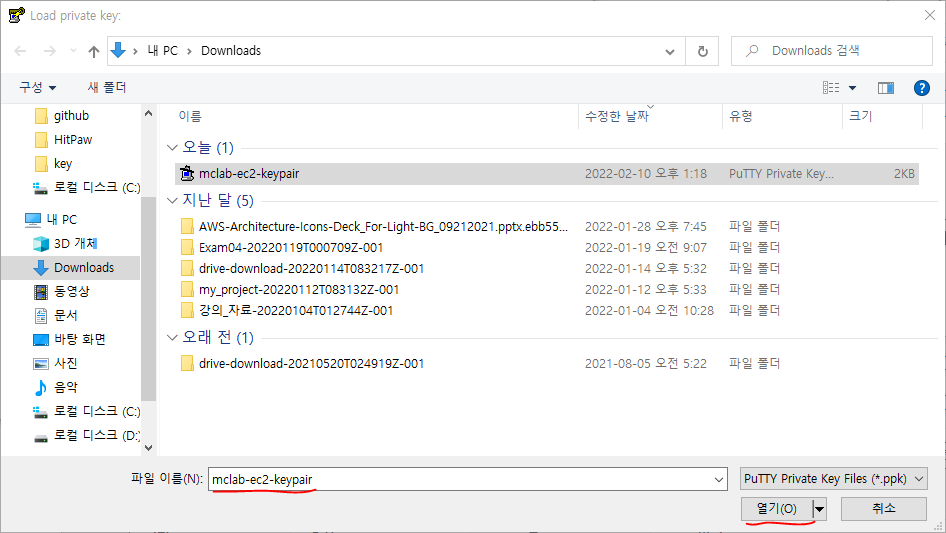 Load private key:
내 PC
Downloads
Downloads 검색
구성
새 폴더
github
HitPaw
key
로컬 디스크 (C:)
내 PC
3D 개체
Downloads
동영상
문서
바탕 화면
사진
음악
로컬 디스크 (C:)
로컬 디스크 (D:)
이름 수정한 날짜 유형 크기
오늘 (1)
mclab-ec2-keypair 2022-02-10 오후 1:18 PuTTY Private Key... 2KB
지난 달 (5)
AWS-Architecture-Icons-Deck_For-Light-BG_09212021.pptx.ebb55... 2022-01-28 오후 7:45 파일 폴더
Exam04-20220119T000709Z-001 2022-01-19 오전 9:07 파일 폴더
drive-download-20220114T083217Z-001 2022-01-14 오후 5:32 파일 폴더
my_project-20220112T083132Z-001 2022-01-12 오후 5:33 파일 폴더
강의_자료-20220104T012744Z-001 2022-01-04 오전 10:28 파일 폴더
오래 전 (1)
drive-download-20210520T024919Z-001 2021-08-05 오전 5:22 파일 폴더
파일 이름(N): mclab-ec2-keypair PuTTY Private Key Files (*.ppk)
열기(O) 취소